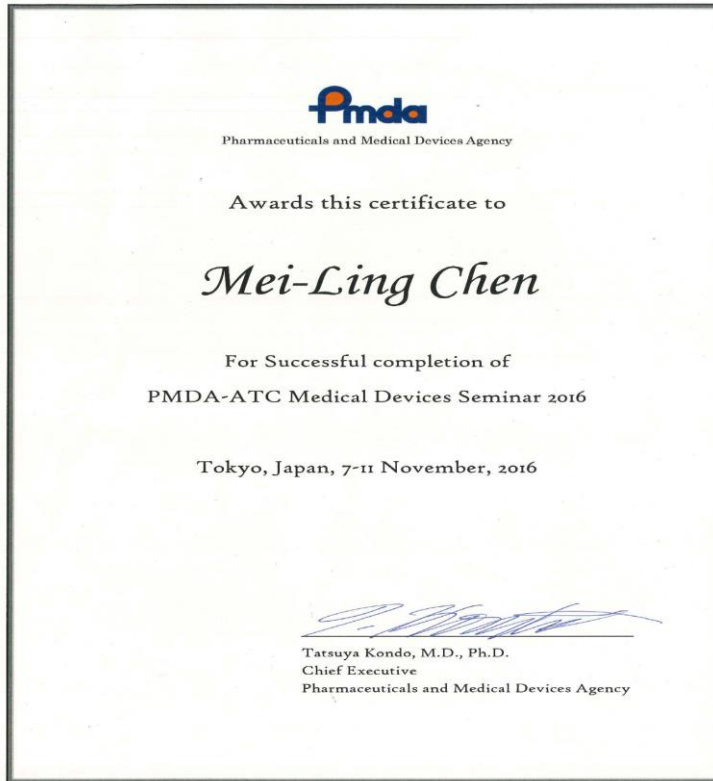 Pmda
Pharmaceuticals and Medical Devices Agency
Awards this certificate to
Mei-Ling Chen
For Successful completion of
PMDA-ATC Medical Devices Seminar 2016
Tokyo, Japan, 7-11 November, 2016
Tatsuya Kondo, M.D., Ph.D.
Chief Executive
Pharmaceuticals and Medical Devices Agency